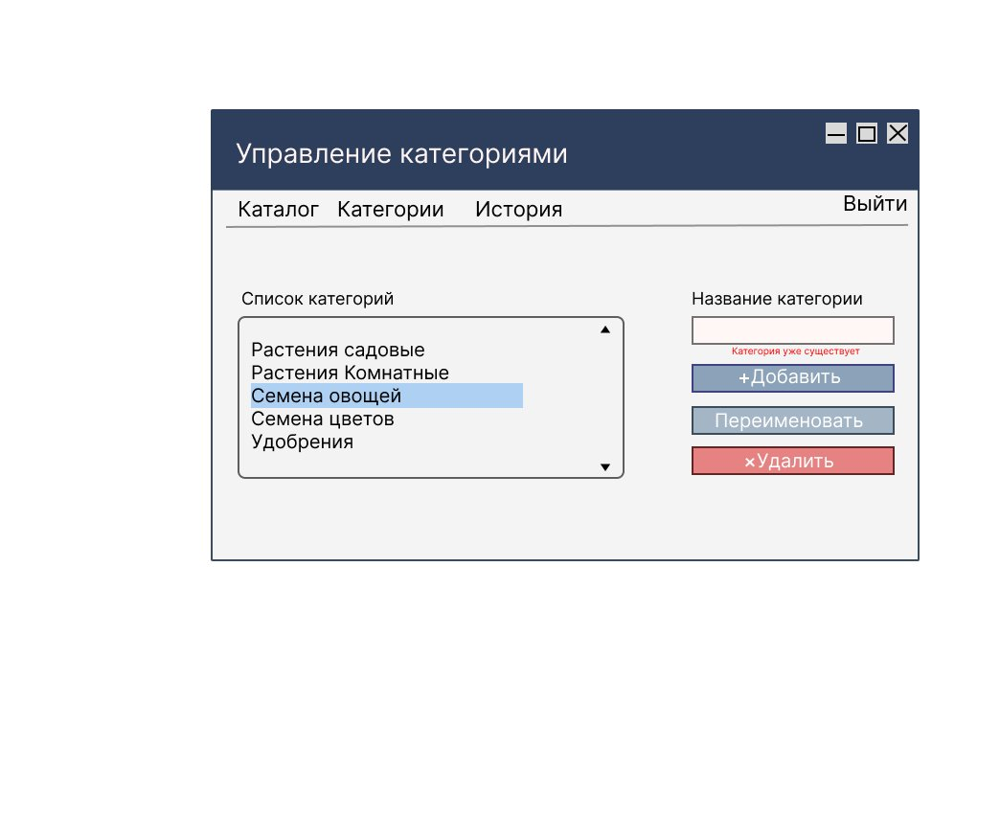 Управление категориями
Каталог Категории История Выйти
Список категорий
Растения садовые
Растения Комнатные
Семена овощей
Семена цветов
Удобрения
Название категории
Категория уже существует
+Добавить
Переименовать
×Удалить